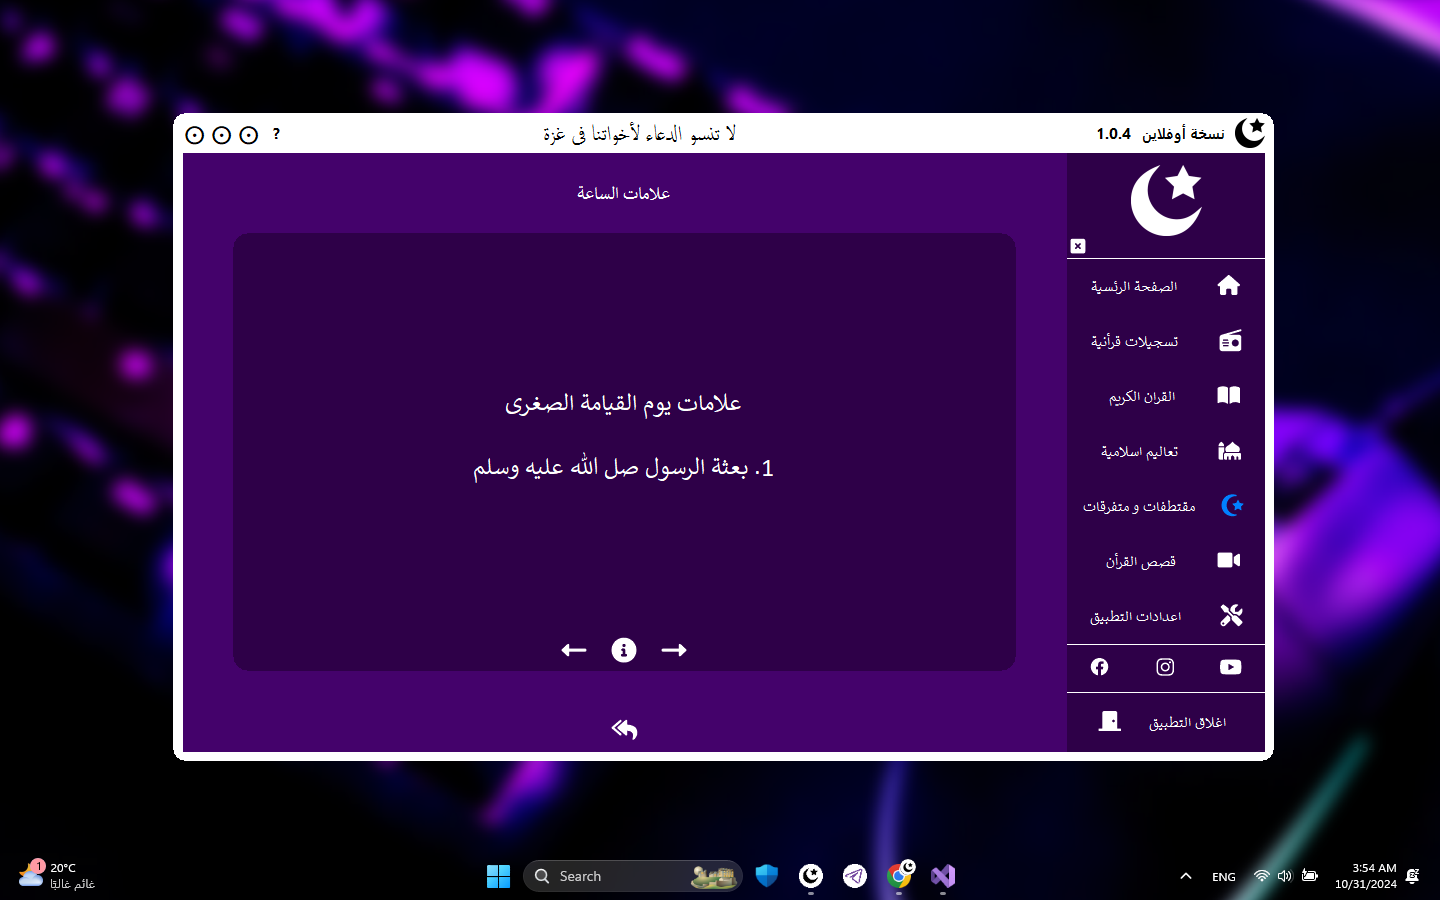 نسخة أوفلاين 1.0.4
لا تنسو الدعاء لأخواتنا في غزة
?
علامات الساعة
علامات يوم القيامة الصغرى
1. بعثة الرسول صل الله عليه وسلم
الصفحة الرئسية
تسجيلات قرأنية
القران الكريم
تعاليم اسلامية
مقتطفات و متفرقات
قصص القرأن
اعدادات التطبيق
اغلاق التطبيق
1
20°C
غائم غالبًا
Search
ENG
3:54 AM
10/31/2024